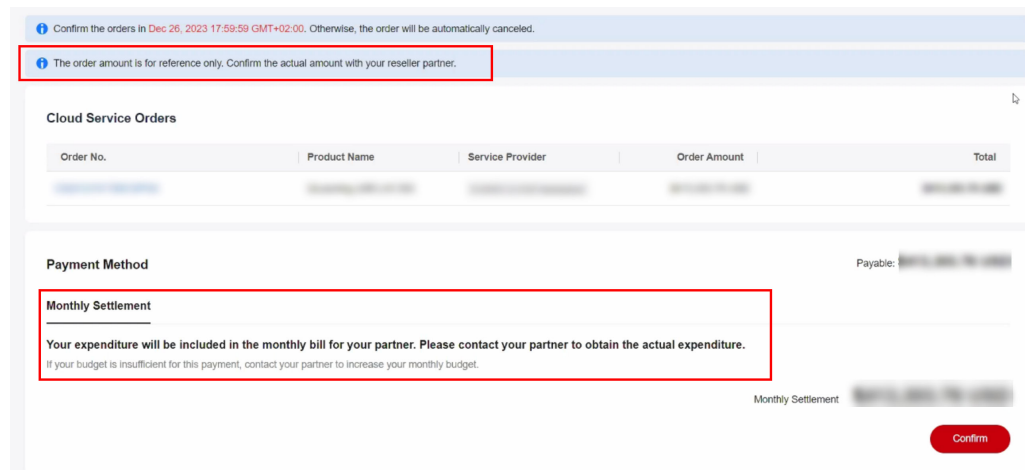 Confirm the orders in Dec 26, 2023 17:59:59 GMT+02:00. Otherwise, the order will be automatically canceled.
The order amount is for reference only. Confirm the actual amount with your reseller partner.
Cloud Service Orders
Order No. Product Name Service Provider Order Amount Total
Payment Method
Payable:
Monthly Settlement
Your expenditure will be included in the monthly bill for your partner. Please contact your partner to obtain the actual expenditure.
If your budget is insufficient for this payment, contact your partner to increase your monthly budget.
Monthly Settlement
Confirm